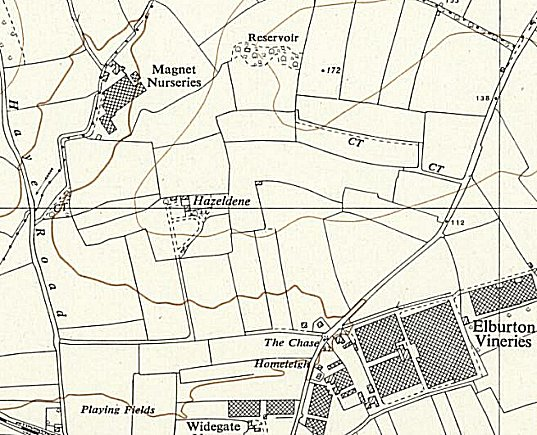 133
Reservoir
172
Magnet
Nurseries
138
Haye Road
CT
CT
Hazeldene
112
Elburton
Vineries
The Chase
Hometeigh
Playing Fields
Widegate